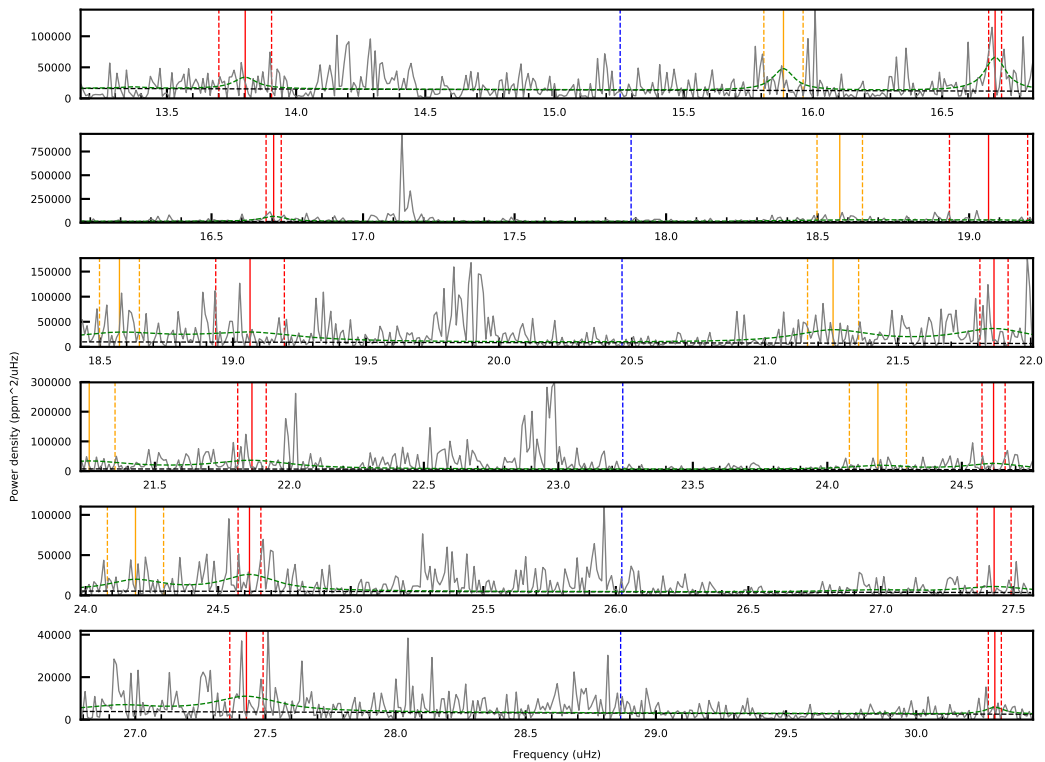 100000
50000
0
13.5 14.0 14.5 15.0 15.5 16.0 16.5
750000
500000
250000
0
16.5 17.0 17.5 18.0 18.5 19.0
150000
100000
50000
0
18.5 19.0 19.5 20.0 20.5 21.0 21.5 22.0
Power density (ppm^2/uHz)
300000
200000
100000
0
21.5 22.0 22.5 23.0 23.5 24.0 24.5
100000
50000
0
24.0 24.5 25.0 25.5 26.0 26.5 27.0 27.5
40000
20000
0
27.0 27.5 28.0 28.5 29.0 29.5 30.0
Frequency (uHz)